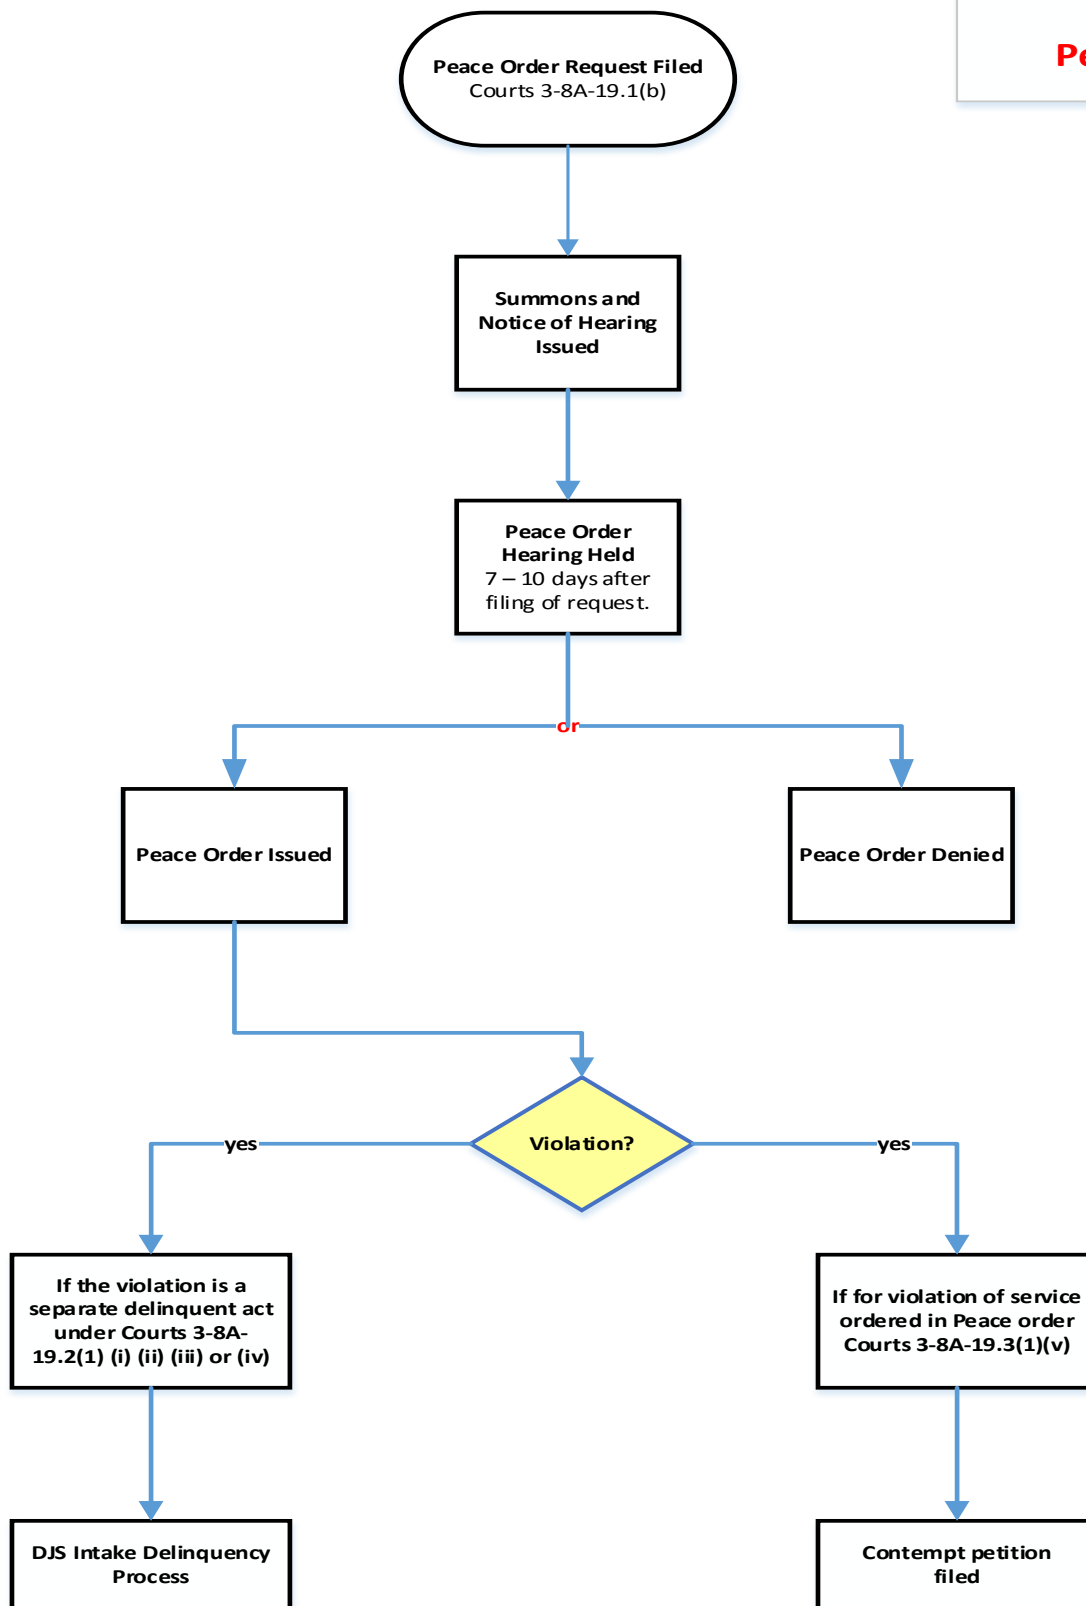 Pe
Peace Order Request Filed
Courts 3-8A-19.1(b)
Summons and
Notice of Hearing
Issued
Peace Order
Hearing Held
7 – 10 days after
filing of request.
or
Peace Order Issued
Peace Order Denied
Violation?
yes
yes
If the violation is a
separate delinquent act
under Courts 3-8A-
19.2(1) (i) (ii) (iii) or (iv)
If for violation of service
ordered in Peace order
Courts 3-8A-19.3(1)(v)
DJS Intake Delinquency
Process
Contempt petition
filed